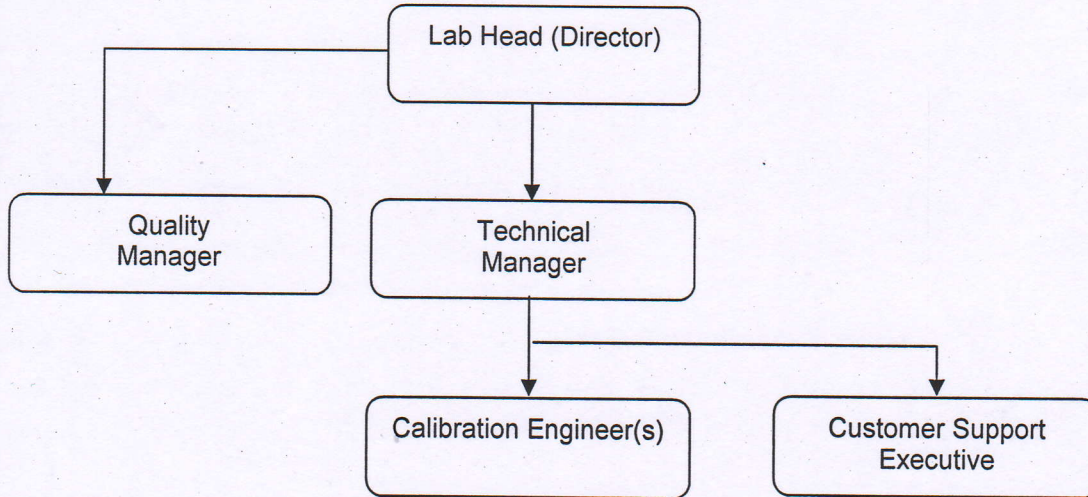 Lab Head (Director)
Quality
Manager
Technical
Manager
Calibration Engineer(s)
Customer Support
Executive